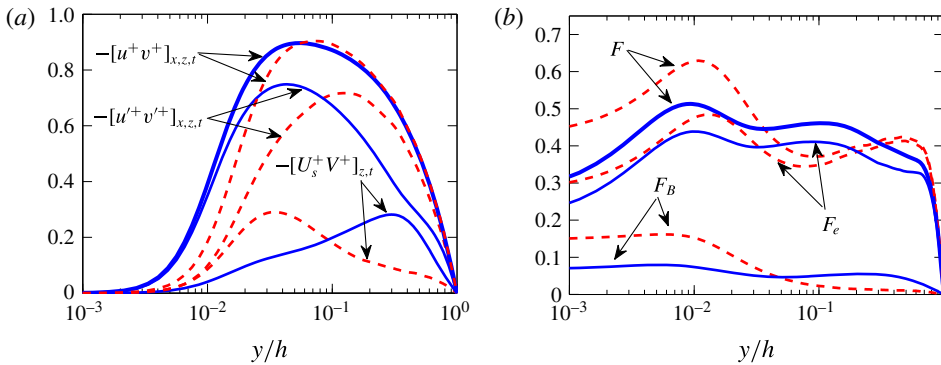 (a)
1.0
0.8
0.6
0.4
0.2
0
−[u⁺v⁺]x,z,t
−[u′⁺v′⁺]x,z,t
−[Uₛ⁺V⁺]z,t
10⁻³
10⁻²
10⁻¹
10⁰
y/h
(b)
0.7
0.6
0.5
0.4
0.3
0.2
0.1
0
F
Fₑ
F_B
10⁻³
10⁻²
10⁻¹
y/h